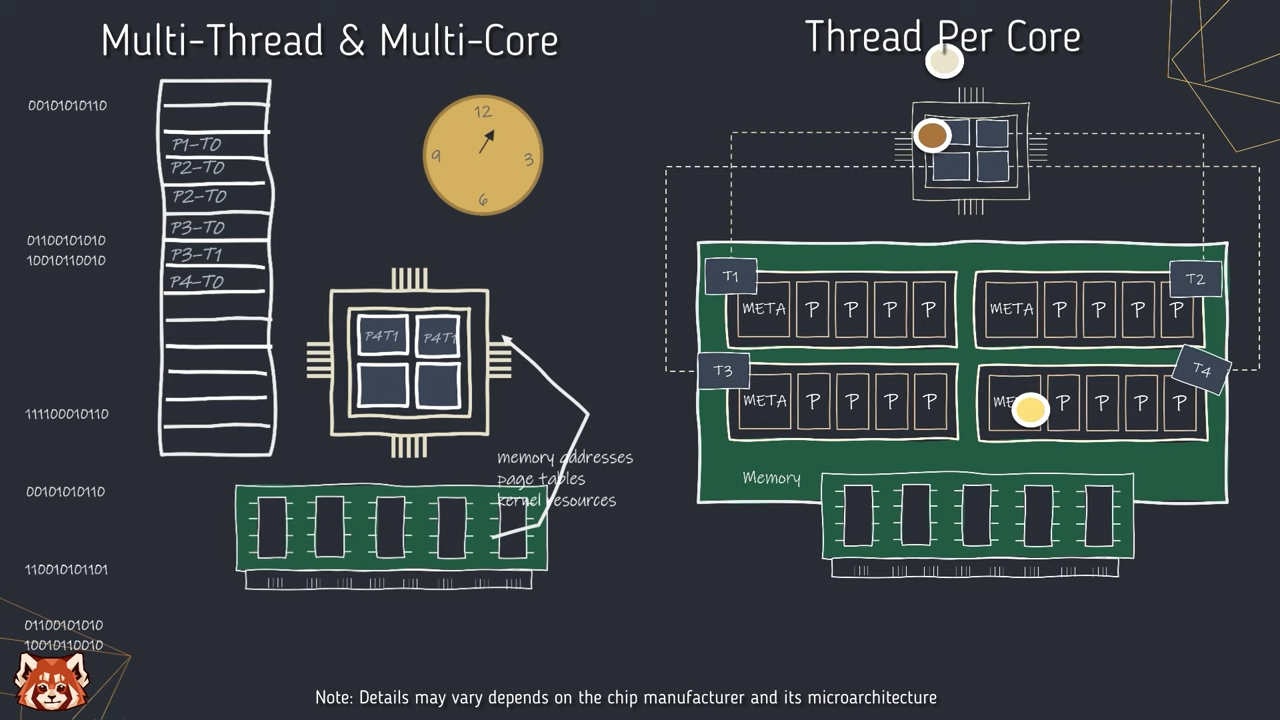 Multi-Thread & Multi-Core
00101010110
P1-T0
P2-T0
P2-T0
P3-T0
P3-T1
P4-T0
01100101010
10010110010
111100010110
00101010110
110010101101
01100101010
10010110010
12
9
3
6
P4T1
P4T1
memory addresses
page tables
kernel resources
Thread Per Core
T1
META P P P P
T2
META P P P P
T3
META P P P P
T4
P P P P
Memory
Note: Details may vary depends on the chip manufacturer and its microarchitecture